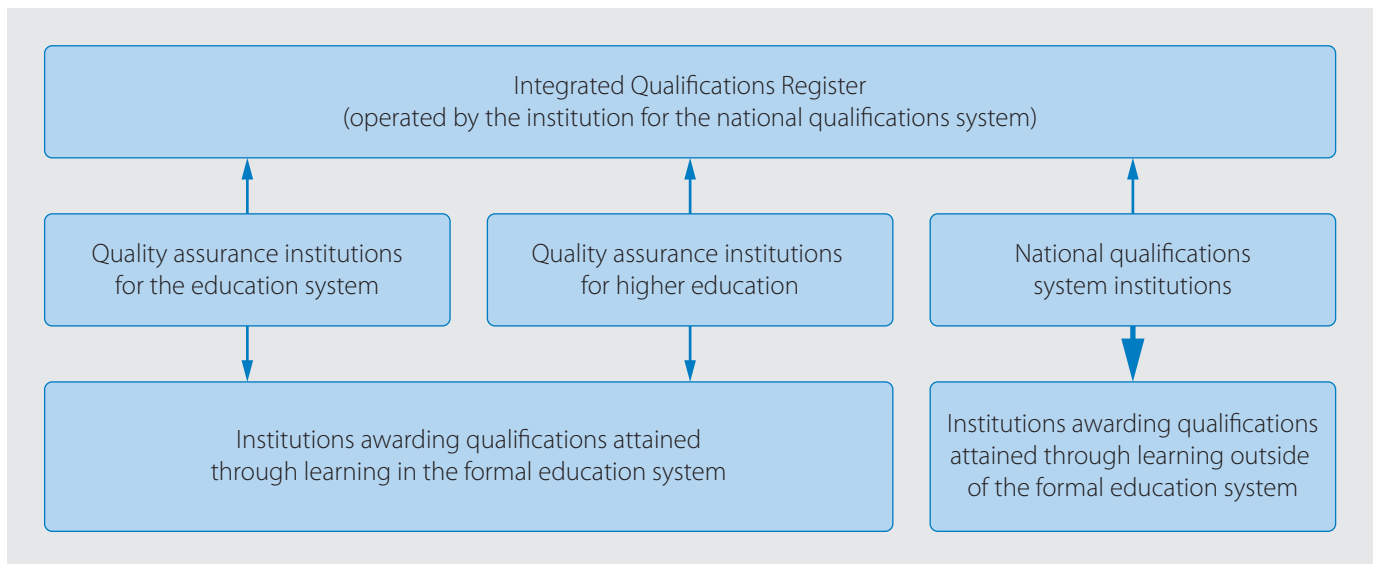 Integrated Qualifications Register
(operated by the institution for the national qualifications system)
Quality assurance institutions
for the education system
Quality assurance institutions
for higher education
National qualifications
system institutions
Institutions awarding qualifications attained
through learning in the formal education system
Institutions awarding qualifications
attained through learning outside
of the formal education system